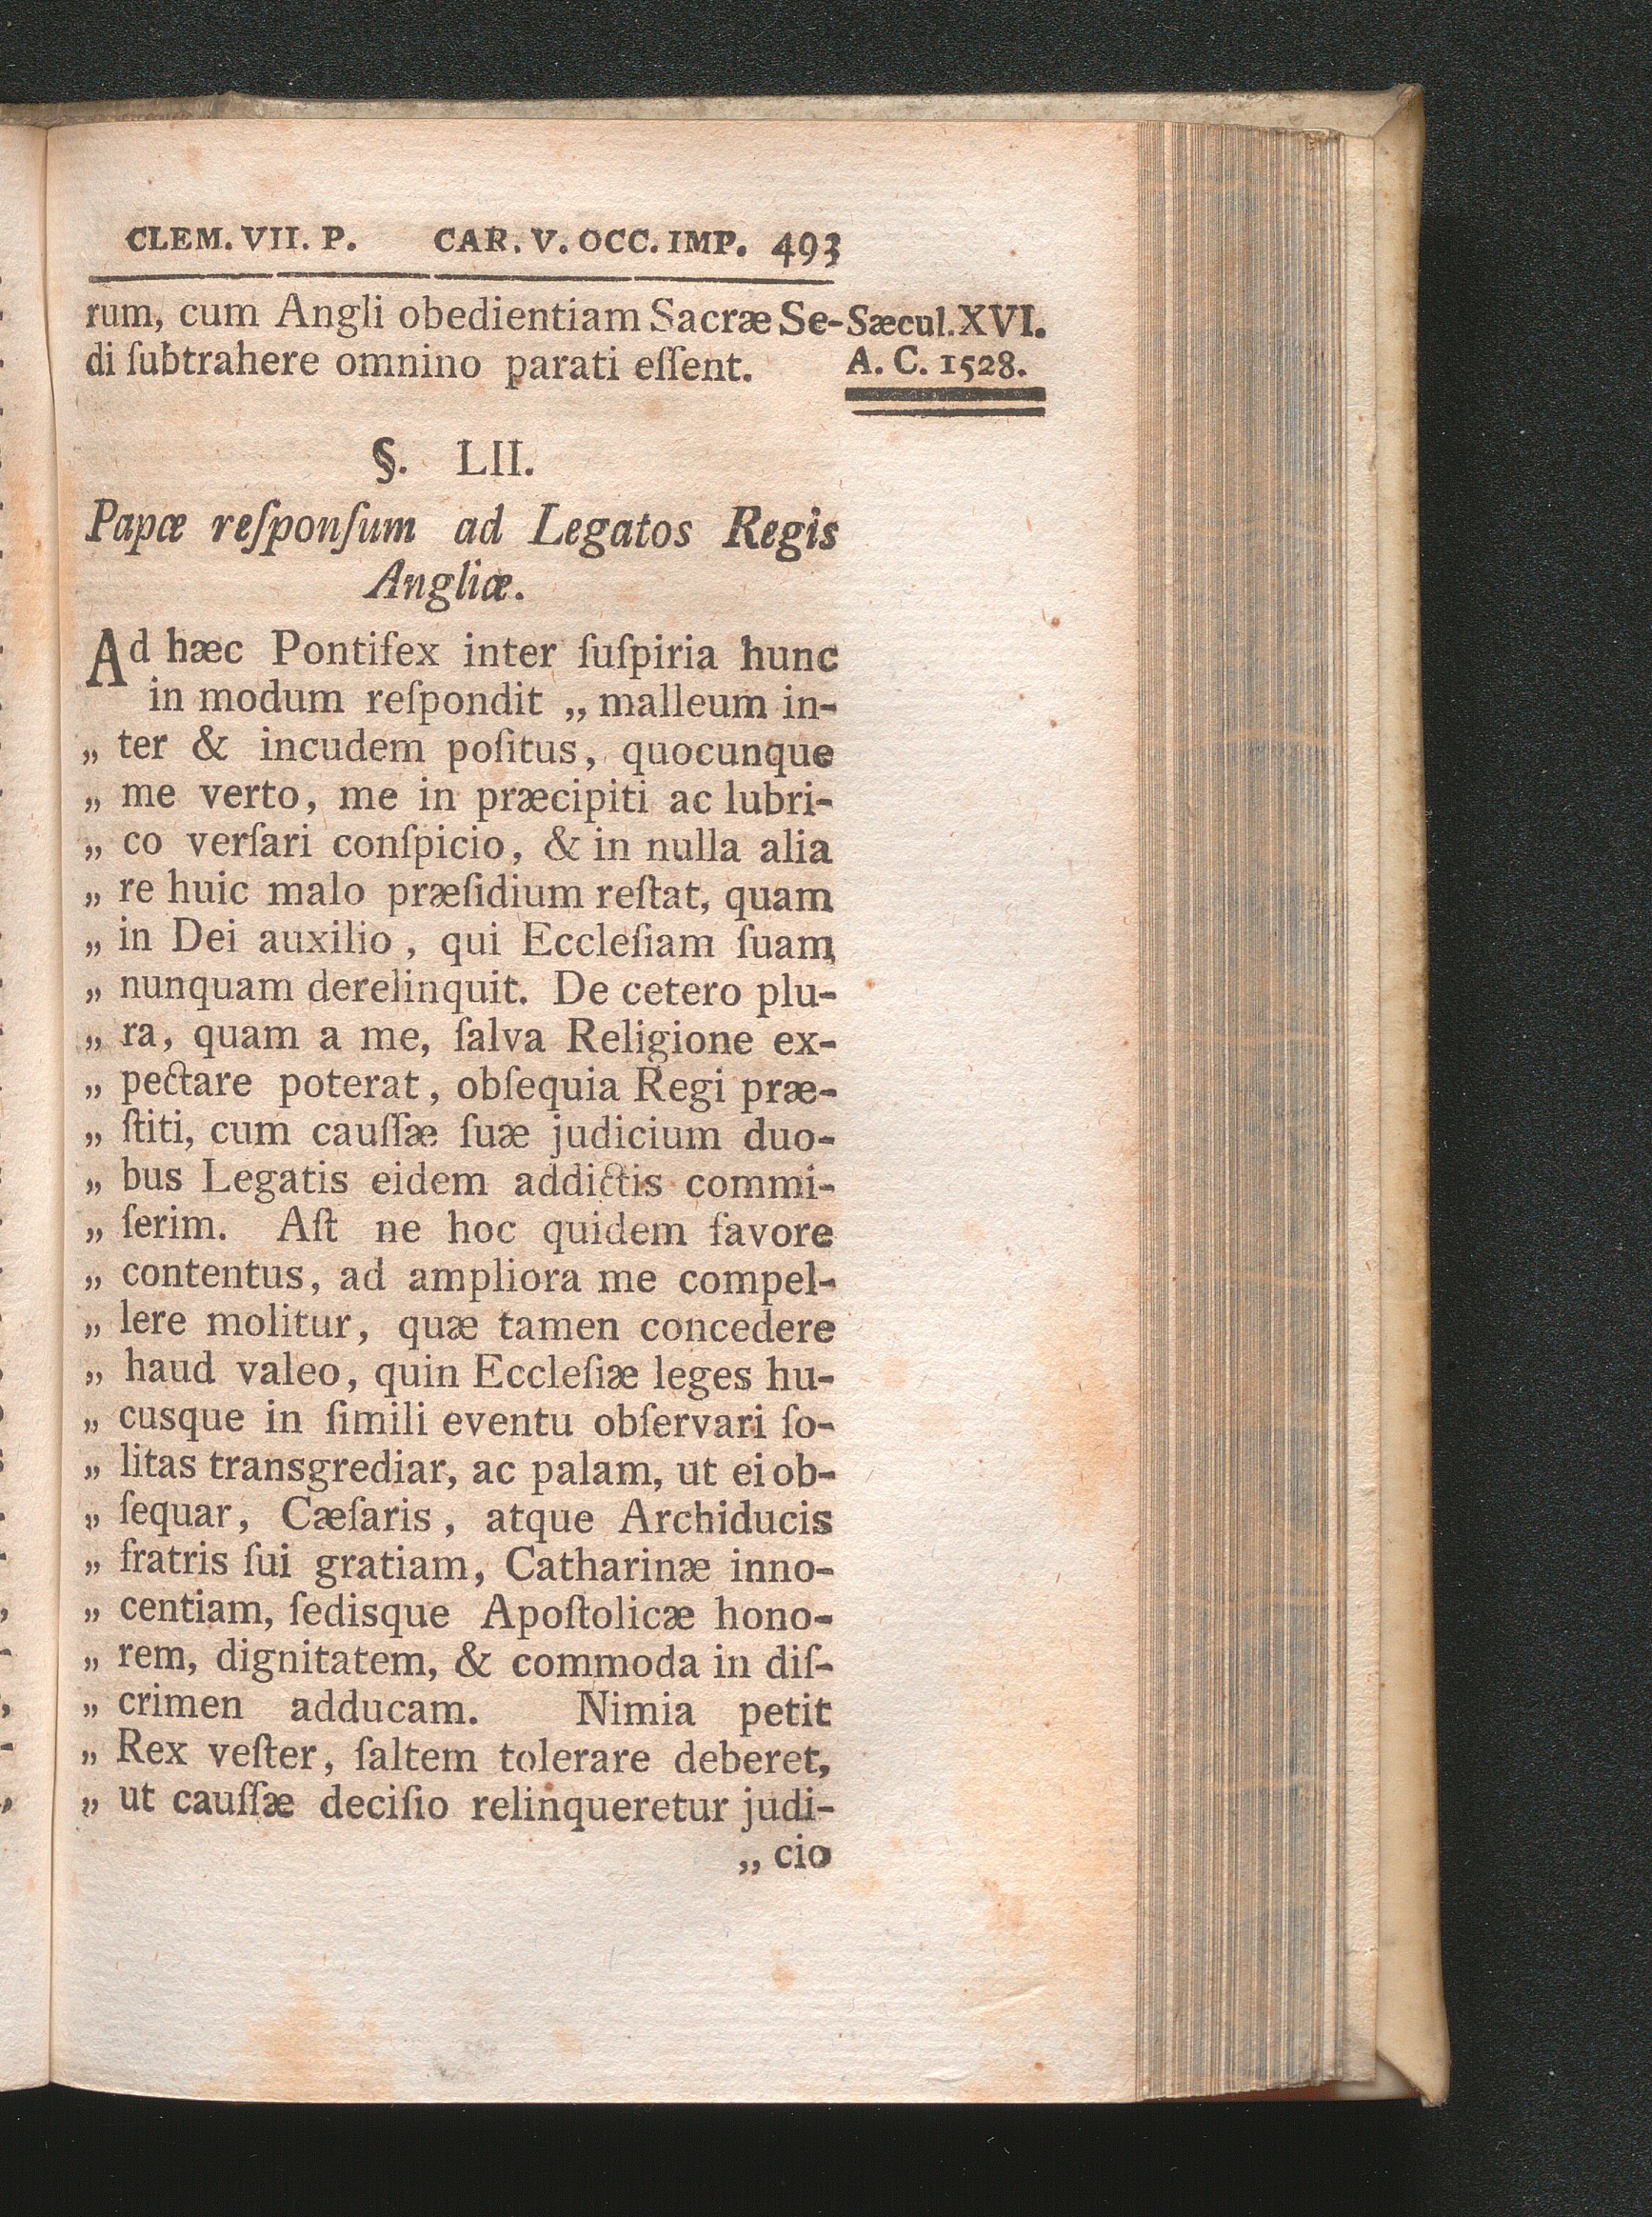 CLEM. VII. P. CAR. V. OCC. IMP. 493
rum, cum Angli obedientiam Sacræ Se-
di ſubtrahere omnino parati eſſent.
Sæcul. XVI.
A. C. 1528.
§. LII.
Papæ reſponſum ad Legatos Regis
Angliæ.
Ad hæc Pontifex inter ſuſpiria hunc
in modum reſpondit „ malleum in-
„ ter & incudem poſitus, quocunque
„ me verto, me in præcipiti ac lubri-
„ co verſari conſpicio, & in nulla alia
„ re huic malo præſidium reſtat, quam
„ in Dei auxilio, qui Eccleſiam ſuam
„ nunquam derelinquit. De cetero plu-
„ ra, quam a me, ſalva Religione ex-
„ pectare poterat, obſequia Regi præ-
„ ſtiti, cum cauſſæ ſuæ judicium duo-
„ bus Legatis eidem addictis commi-
„ ſerim. Aſt ne hoc quidem favore
„ contentus, ad ampliora me compel-
„ lere molitur, quæ tamen concedere
„ haud valeo, quin Eccleſiæ leges hu-
„ cusque in ſimili eventu obſervari ſo-
„ litas transgrediar, ac palam, ut ei ob-
„ ſequar, Cæſaris, atque Archiducis
„ fratris ſui gratiam, Catharinæ inno-
„ centiam, ſedisque Apoſtolicæ hono-
„ rem, dignitatem, & commoda in diſ-
„ crimen adducam. Nimia petit
„ Rex veſter, ſaltem tolerare deberet,
„ ut cauſſæ deciſio relinqueretur judi-
„ cio